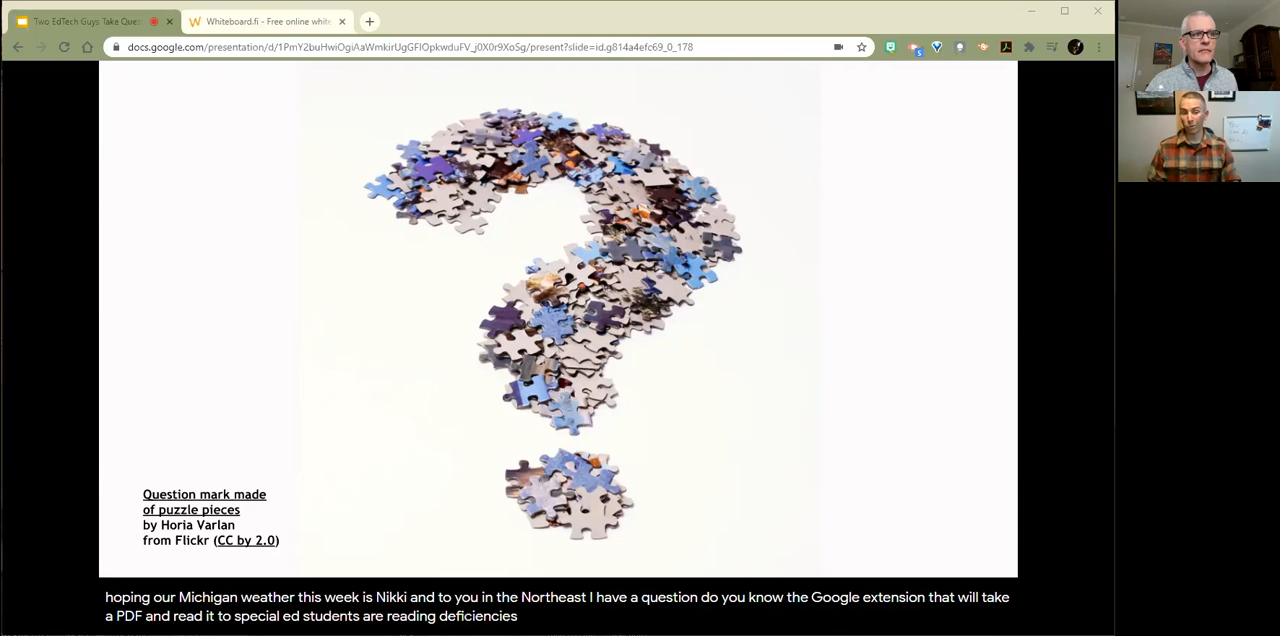 Two EdTech Guys Take Ques
Whiteboard.fi - Free online white
docs.google.com/presentation/d/1PmY2buHwiOgiAaWmkirUgGFIOpkwduFV_j0X0r9XoSg/present?slide=id.g814a4efc69_0_178
Question mark made
of puzzle pieces
by Horia Varlan
from Flickr (CC by 2.0)
hoping our Michigan weather this week is Nikki and to you in the Northeast I have a question do you know the Google extension that will take
a PDF and read it to special ed students are reading deficiencies